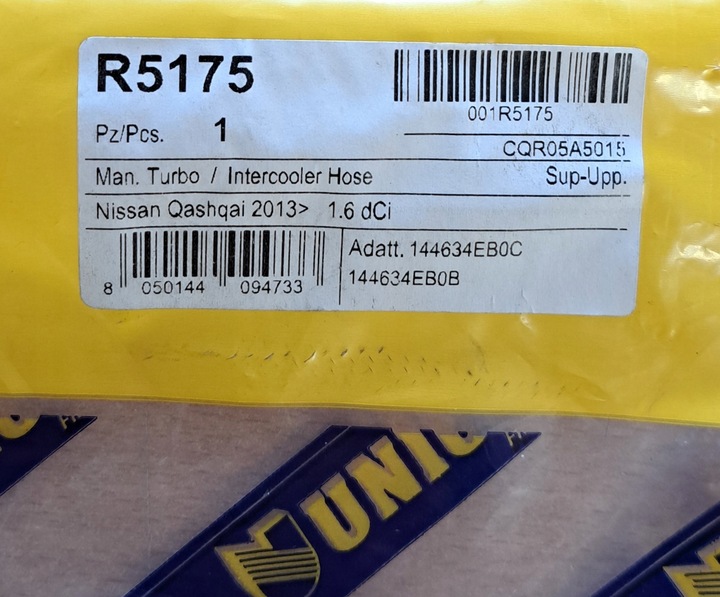 R5175
001R5175
Pz/Pcs. 1
CQR05A5015
Man. Turbo / Intercooler Hose Sup-Upp.
Nissan Qashqai 2013> 1.6 dCi
8 050144 094733
Adatt. 144634EB0C
144634EB0B